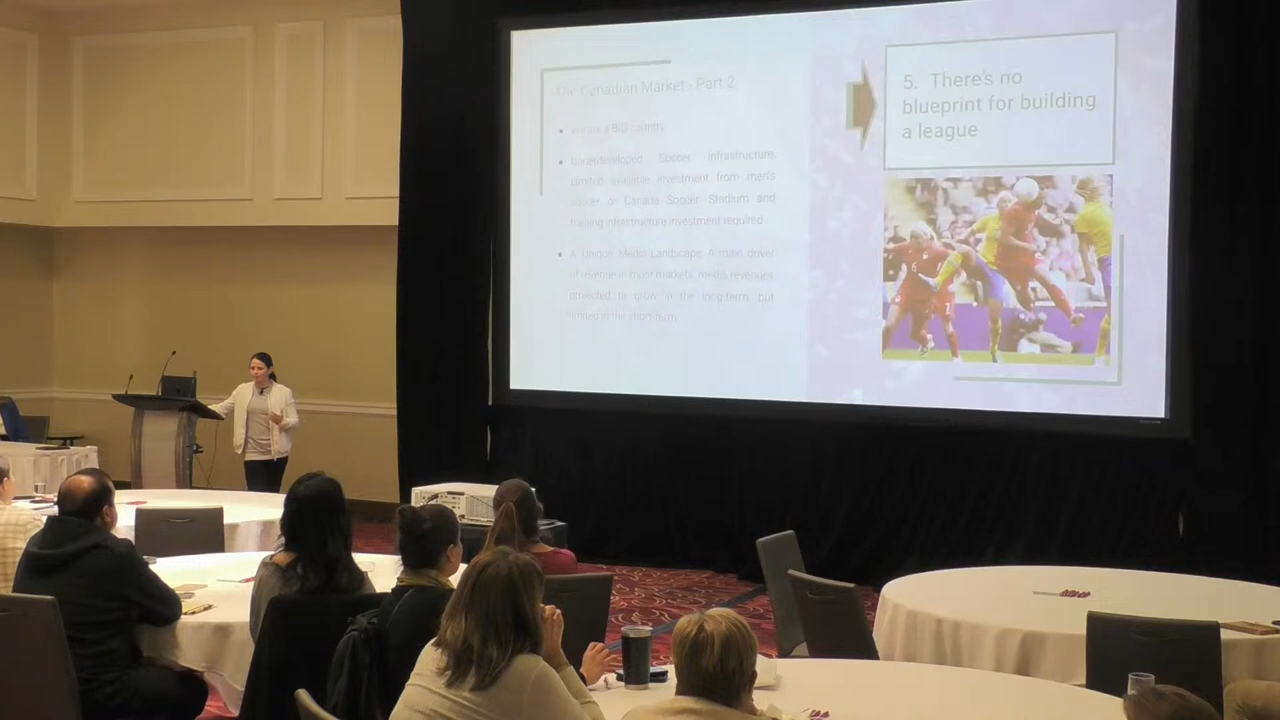 The Canadian Market - Part 2
• We are a BIG country
• Underdeveloped Soccer Infrastructure.
Limited available investment from men's
soccer or Canada Soccer. Stadium and
training infrastructure investment required
• A Unique Media Landscape. A main driver
of revenue in most markets, media revenues
projected to grow in the long-term, but
limited in the short-term.
5. There's no
blueprint for building
a league
6